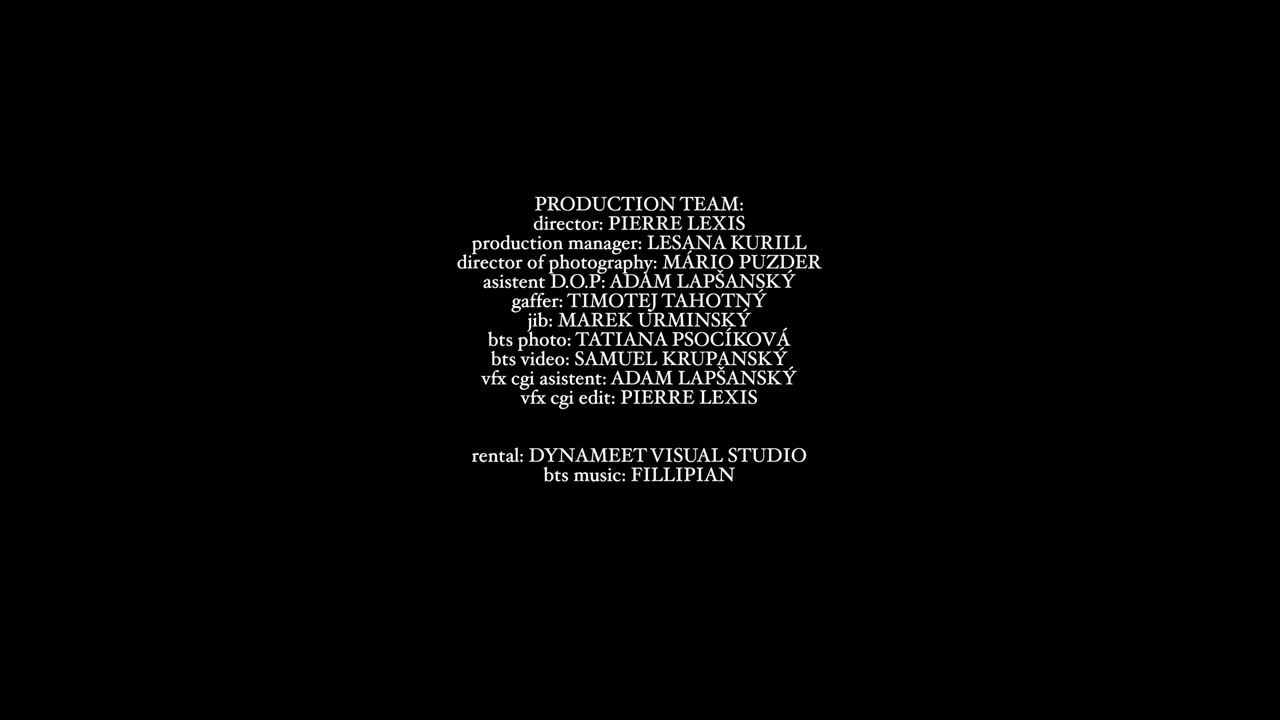 PRODUCTION TEAM:
director: PIERRE LEXIS
production manager: LESANA KURILL
director of photography: MÁRIO PUZDER
asistent D.O.P: ADAM LAPŠANSKÝ
gaffer: TIMOTEJ TAHOTNÝ
jib: MAREK URMINSKÝ
bts photo: TATIANA PSOCÍKOVÁ
bts video: SAMUEL KRUPANSKÝ
vfx cgi asistent: ADAM LAPŠANSKÝ
vfx cgi edit: PIERRE LEXIS
rental: DYNAMEET VISUAL STUDIO
bts music: FILLIPIAN